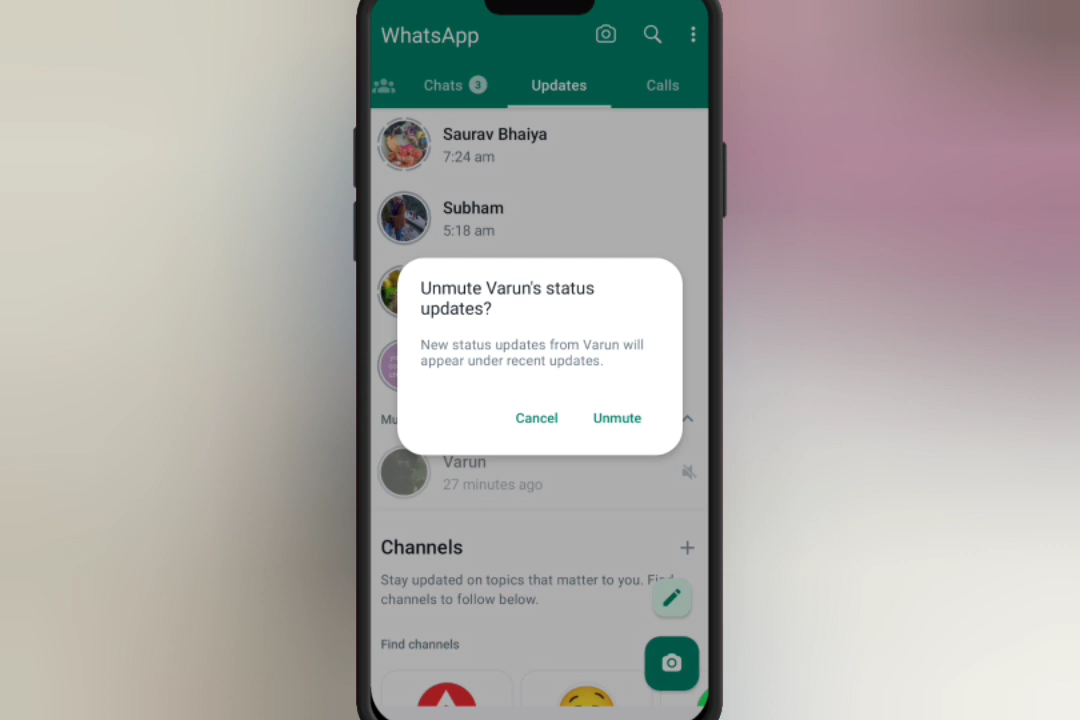 WhatsApp
Chats 3
Updates
Calls
Saurav Bhaiya
7:24 am
Subham
5:18 am
Unmute Varun's status
updates?
New status updates from Varun will
appear under recent updates.
Cancel
Unmute
Varun
27 minutes ago
Channels
Stay updated on topics that matter to you. Find
channels to follow below.
Find channels